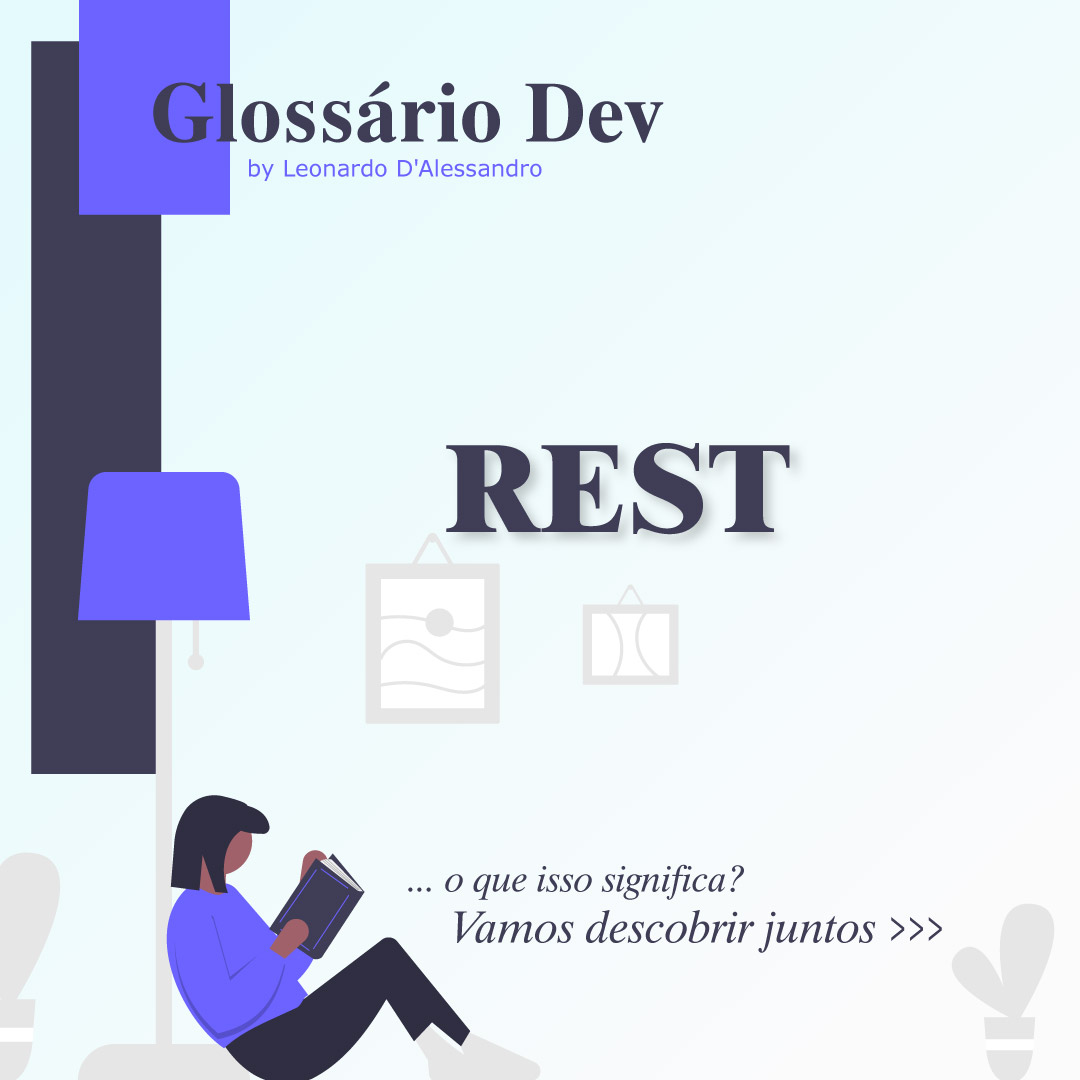 Glossário Dev
by Leonardo D'Alessandro
REST
... o que isso significa?
Vamos descobrir juntos >>>